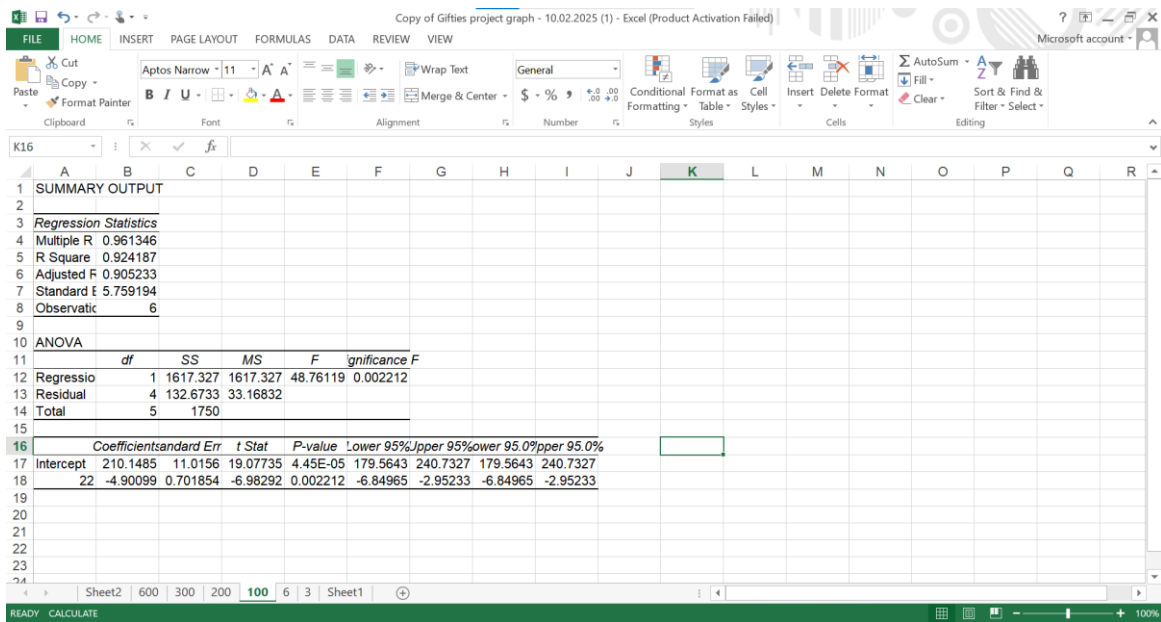 Copy of Gifties project graph - 10.02.2025 (1) - Excel (Product Activation Failed)
FILE HOME INSERT PAGE LAYOUT FORMULAS DATA REVIEW VIEW Microsoft account
Paste Cut Copy Format Painter Clipboard
Aptos Narrow 11 A A B I U A Font
Wrap Text Merge & Center Alignment
General $ % , .0 .00 .00 .0 Number
Conditional Formatting Format as Table Cell Styles Styles
Insert Delete Format Cells
AutoSum Fill Clear Sort & Filter Find & Select Editing
K16 fx
A B C D E F G H I J K L M N O P Q R
1 SUMMARY OUTPUT
2
3 Regression Statistics
4 Multiple R 0.961346
5 R Square 0.924187
6 Adjusted R 0.905233
7 Standard E 5.759194
8 Observatic 6
9
10 ANOVA
11 df SS MS F ignificance F
12 Regressio 1 1617.327 1617.327 48.76119 0.002212
13 Residual 4 132.6733 33.16832
14 Total 5 1750
15
16 Coefficients andard Err t Stat P-value Lower 95% Upper 95% ower 95.0% pper 95.0%
17 Intercept 210.1485 11.0156 19.07735 4.45E-05 179.5643 240.7327 179.5643 240.7327
18 22 -4.90099 0.701854 -6.98292 0.002212 -6.84965 -2.95233 -6.84965 -2.95233
19
20
21
22
23
24
Sheet2 600 300 200 100 6 3 Sheet1
READY CALCULATE 100%